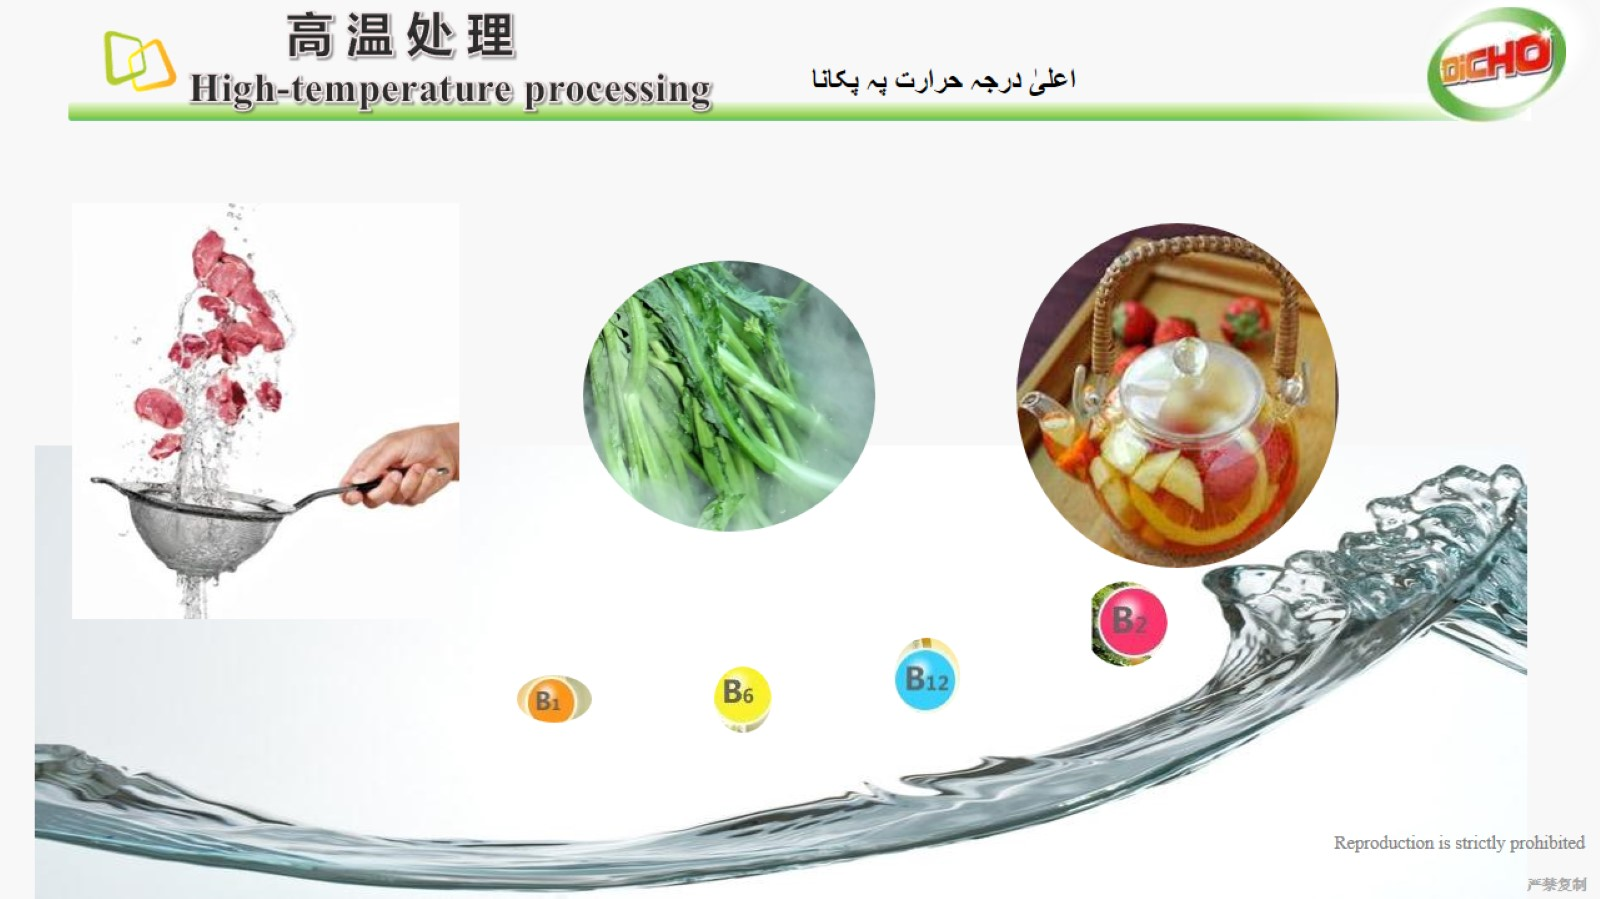 高温处理
High-temperature processing
اعلیٰ درجہ حرارت پہ پکانا
DiCHO
B2
B12
B6
B1
Reproduction is strictly prohibited
严禁复制